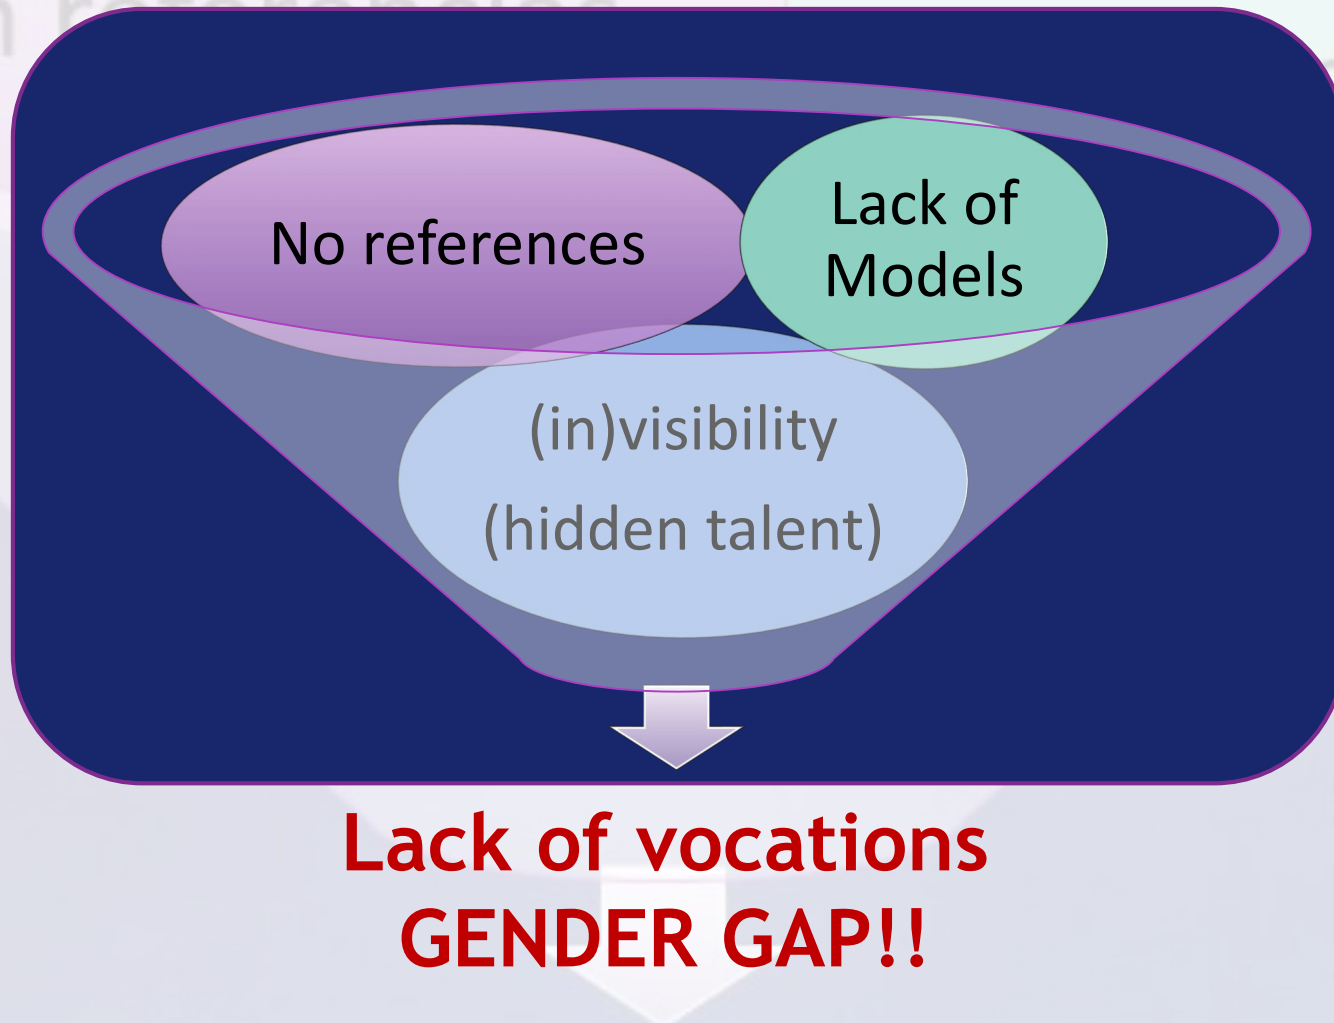 No references
Lack of
Models
(in)visibility
(hidden talent)
Lack of vocations
GENDER GAP!!